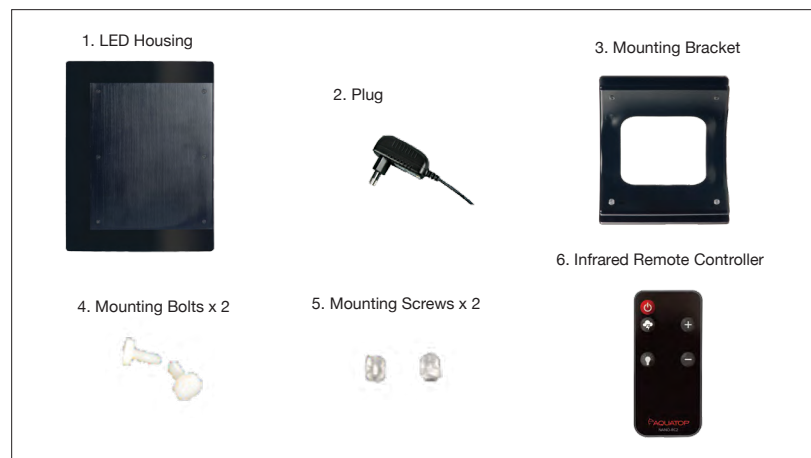 1. LED Housing
2. Plug
3. Mounting Bracket
4. Mounting Bolts x 2
5. Mounting Screws x 2
6. Infrared Remote Controller
AQUATOP